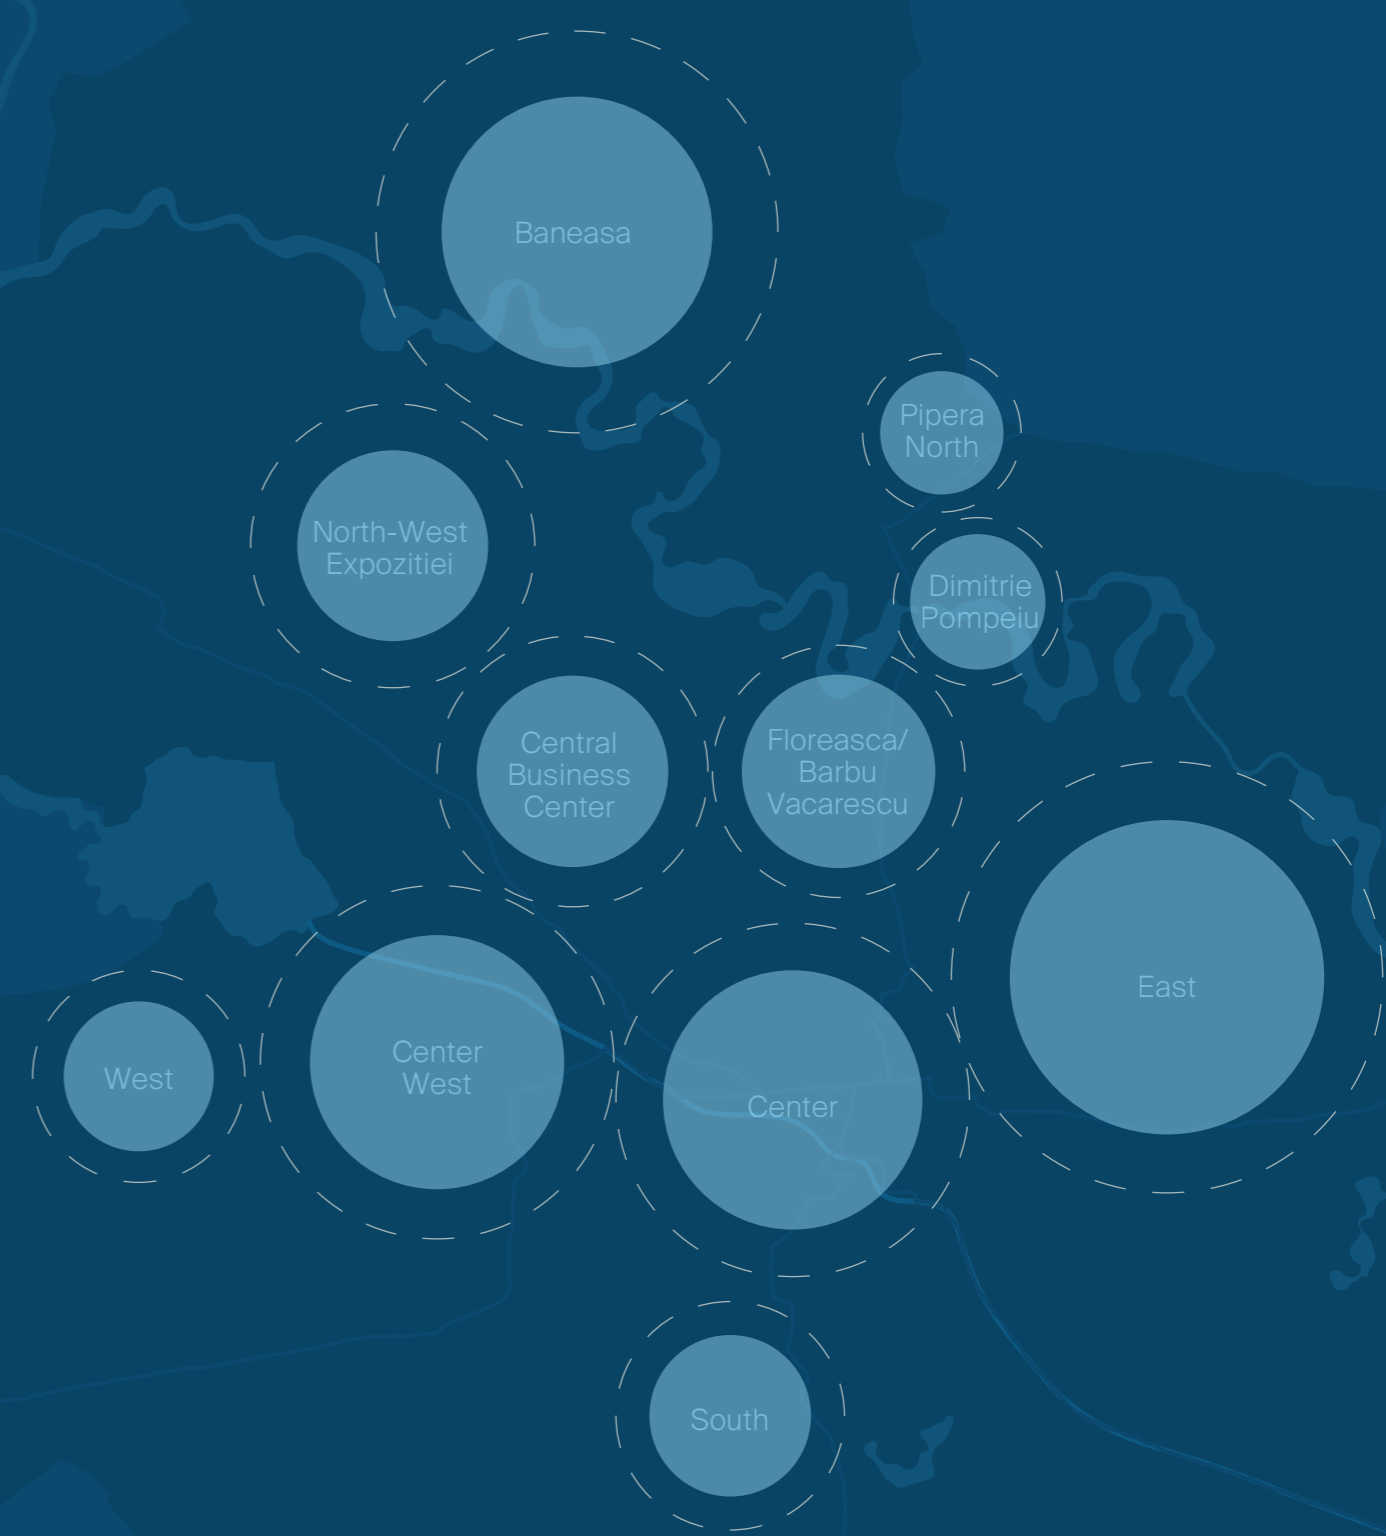 Baneasa
Pipera
North
North-West
Expozitiei
Dimitrie
Pompeiu
Central
Business
Center
Floreasca/
Barbu
Vacarescu
East
West
Center
West
Center
South